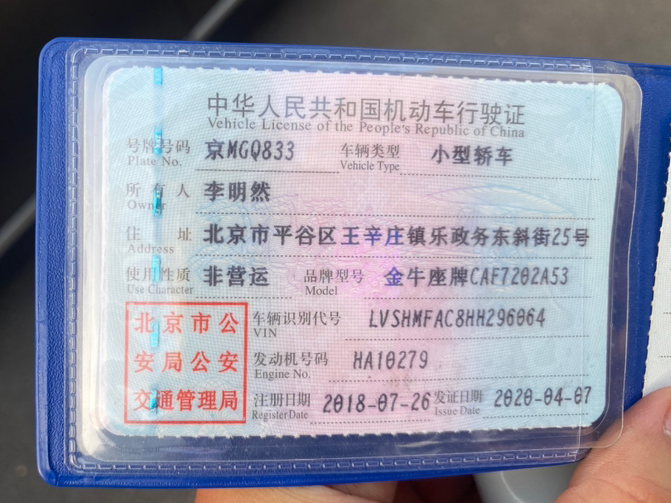 中华人民共和国机动车行驶证
Vehicle License of the People's Republic of China
号牌号码 京MGQ833 车辆类型 小型轿车
Plate No. Vehicle Type
所有人 李明然
Owner
住址 北京市平谷区王辛庄镇乐政务东斜街25号
Address
使用性质 非营运 品牌型号 金牛座牌CAF7202A53
Use Character Model
北京市公
安局公安
交通管理局
车辆识别代号 LVSHMFAC8HH296064
VIN
发动机号码 HA10279
Engine No.
注册日期 2018-07-26 发证日期 2020-04-07
Register Date Issue Date